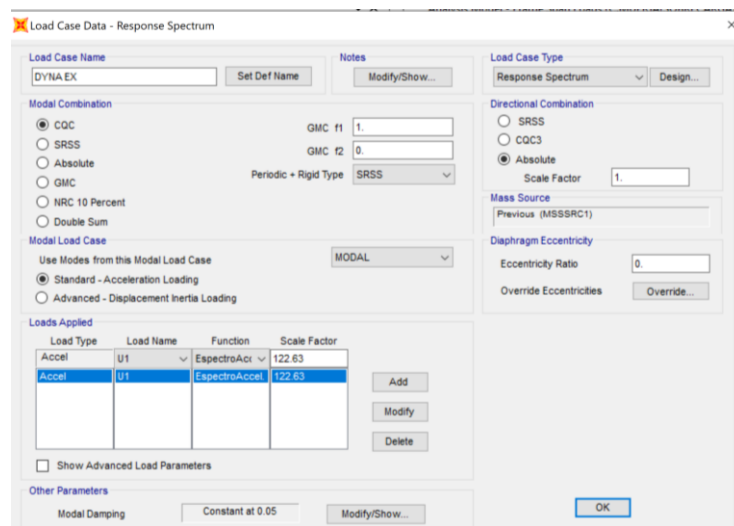 Load Case Data - Response Spectrum
Load Case Name
DYNA EX
Set Def Name
Notes
Modify/Show...
Load Case Type
Response Spectrum
Design...
Modal Combination
CQC
SRSS
Absolute
GMC
NRC 10 Percent
Double Sum
GMC f1 1.
GMC f2 0.
Periodic + Rigid Type SRSS
Directional Combination
SRSS
CQC3
Absolute
Scale Factor 1.
Mass Source
Previous (MSSSRC1)
Modal Load Case
Use Modes from this Modal Load Case MODAL
Standard - Acceleration Loading
Advanced - Displacement Inertia Loading
Diaphragm Eccentricity
Eccentricity Ratio 0.
Override Eccentricities Override...
Loads Applied
Load Type Load Name Function Scale Factor
Accel U1 EspectroAcc 122.63
Accel U1 EspectroAccel. 122.63
Add
Modify
Delete
Show Advanced Load Parameters
Other Parameters
Modal Damping Constant at 0.05 Modify/Show...
OK